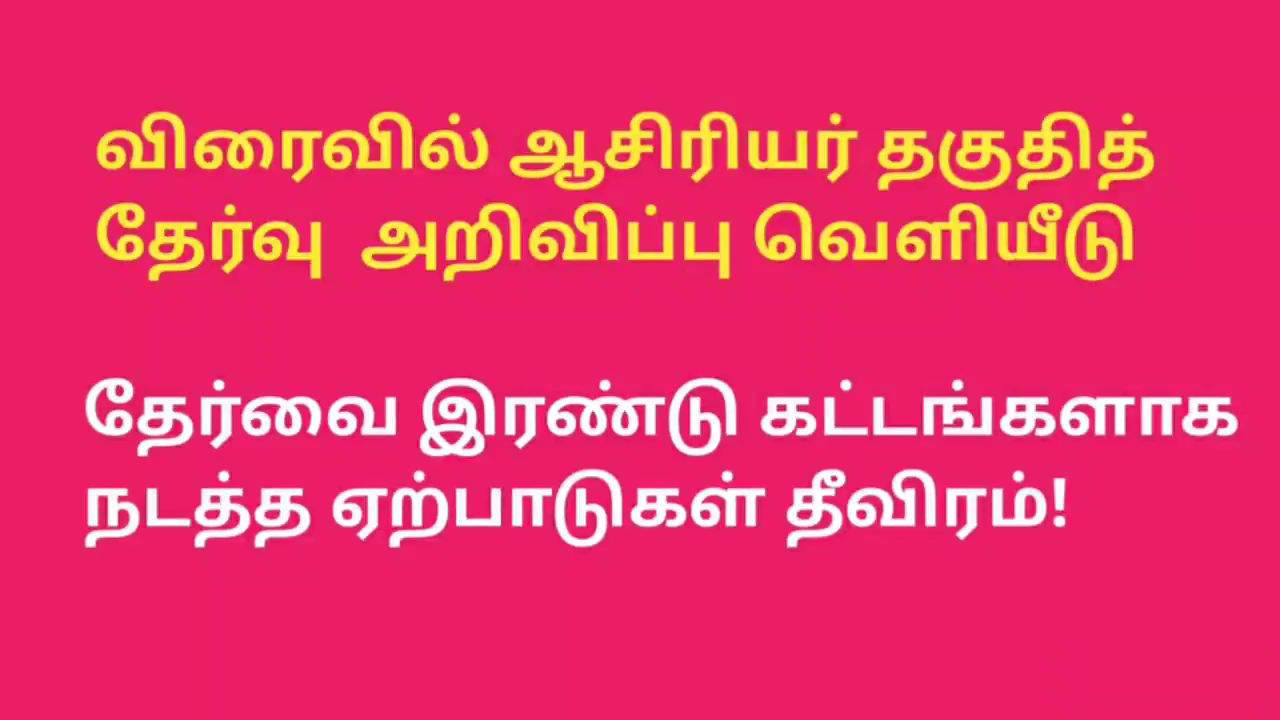 விரைவில் ஆசிரியர் தகுதித்
தேர்வு அறிவிப்பு வெளியீடு
தேர்வை இரண்டு கட்டங்களாக
நடத்த ஏற்பாடுகள் தீவிரம்!